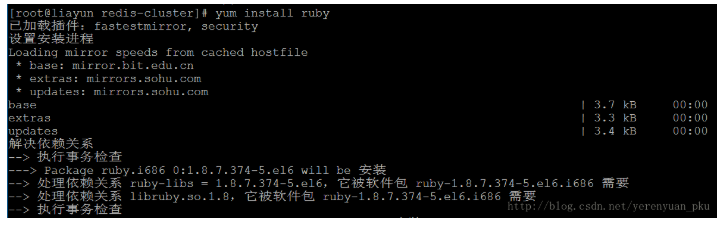 [root@liayun redis-cluster]# yum install ruby
已加载插件：fastestmirror, security
设置安装进程
Loading mirror speeds from cached hostfile
* base: mirror.bit.edu.cn
* extras: mirrors.sohu.com
* updates: mirrors.sohu.com
base | 3.7 kB 00:00
extras | 3.3 kB 00:00
updates | 3.4 kB 00:00
解决依赖关系
--> 执行事务检查
---> Package ruby.i686 0:1.8.7.374-5.el6 will be 安装
--> 处理依赖关系 ruby-libs = 1.8.7.374-5.el6，它被软件包 ruby-1.8.7.374-5.el6.i686 需要
--> 处理依赖关系 libruby.so.1.8，它被软件包 ruby-1.8.7.374-5.el6.i686 需要
--> 执行事务检查
http://blog.csdn.net/yerenyuan_pku